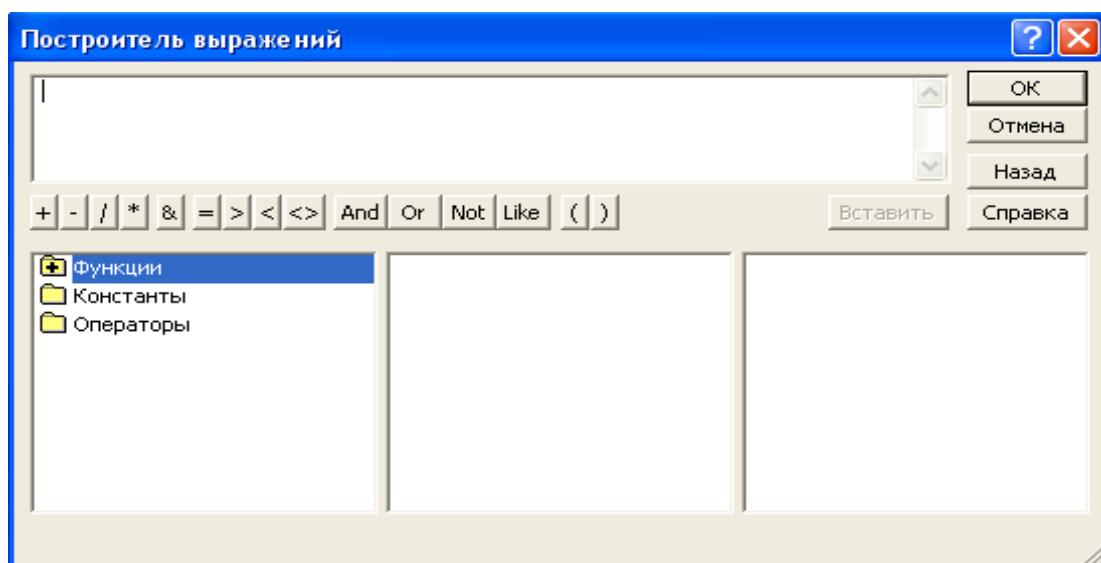 Построитель выражений
OK
Отмена
Назад
+ - / * & = > < <> And Or Not Like ( ) Вставить Справка
Функции
Константы
Операторы